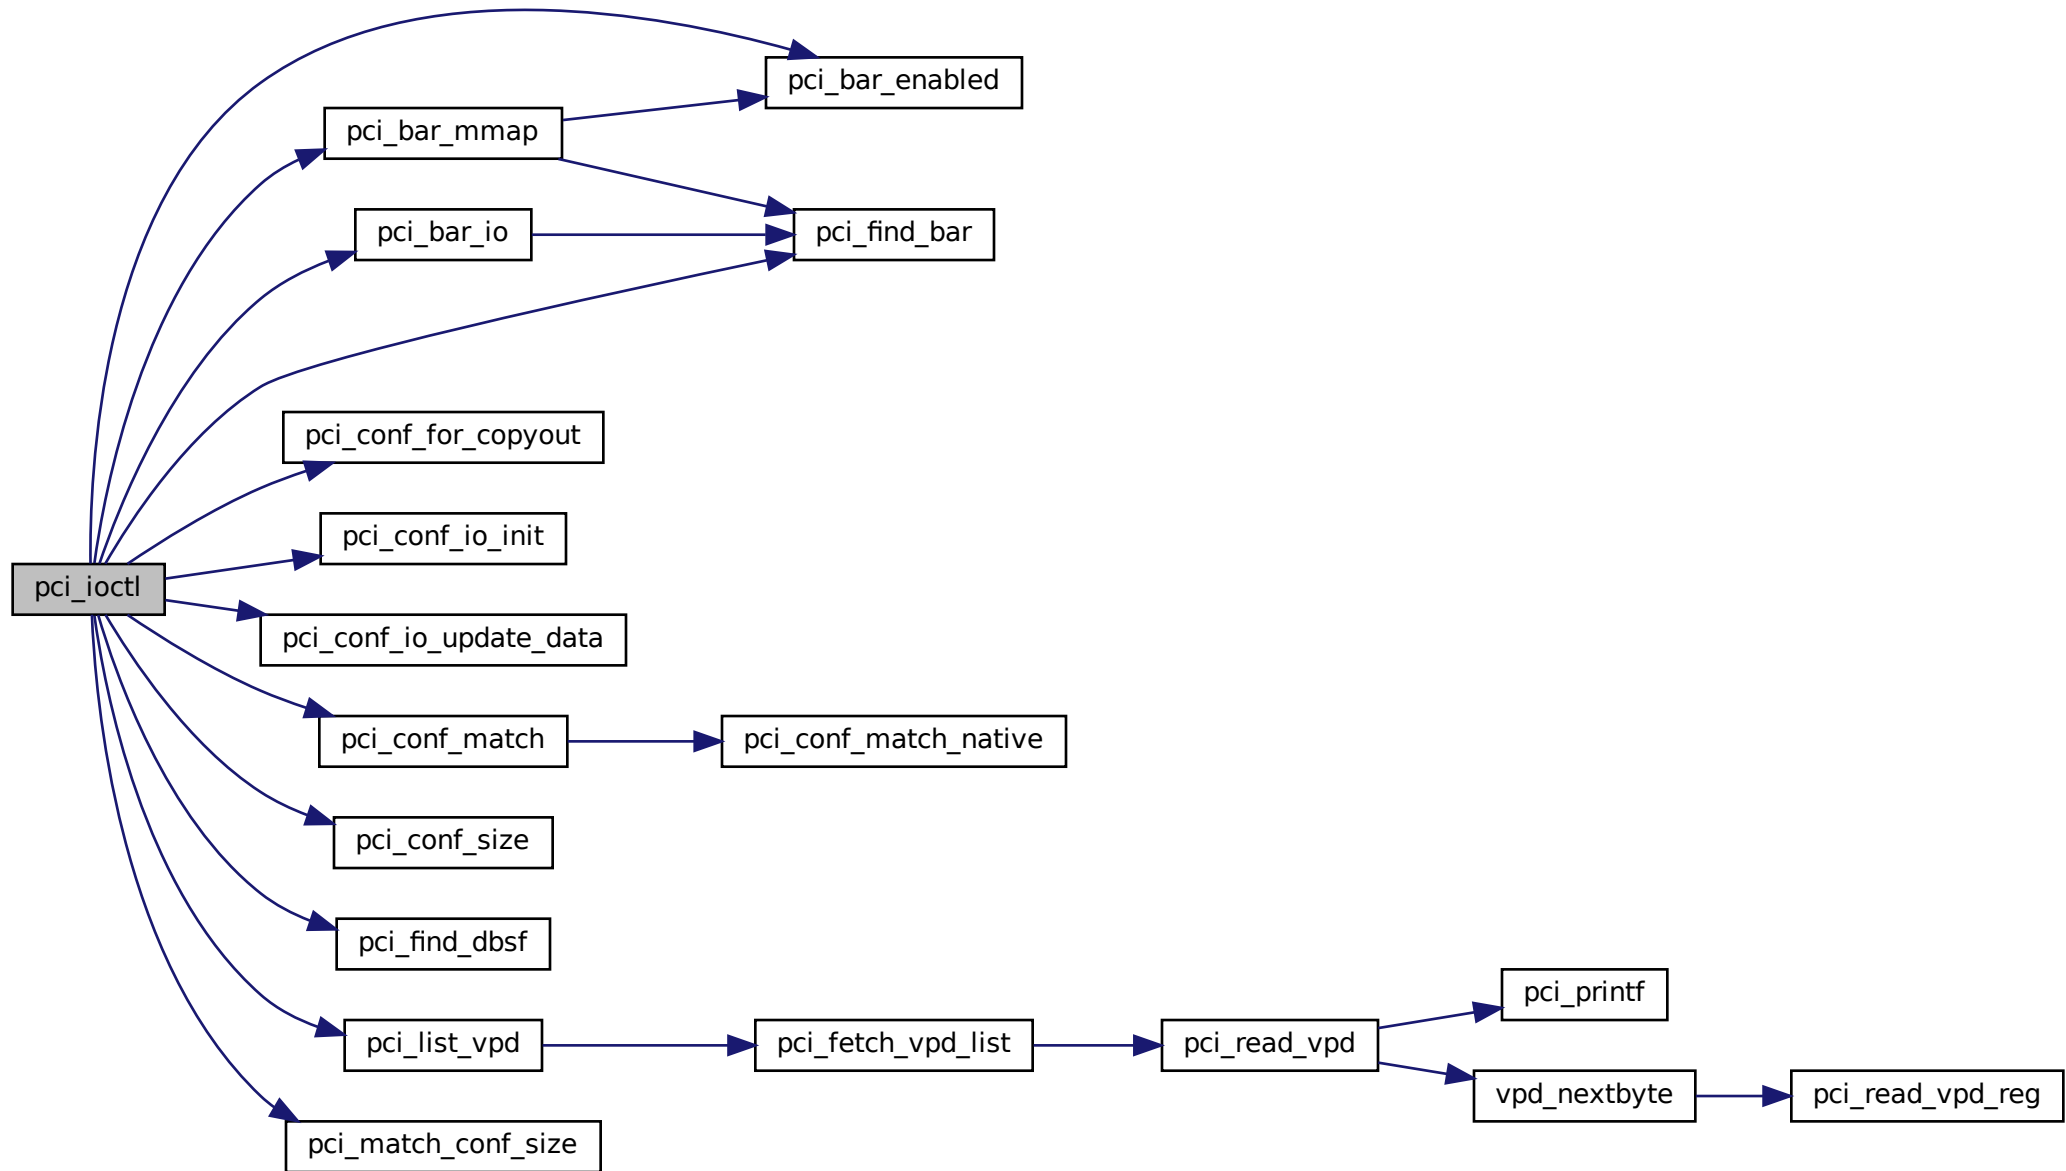 pci_bar_enabled
pci_bar_mmap
pci_bar_io
pci_find_bar
pci_conf_for_copyout
pci_conf_io_init
pci_ioctl
pci_conf_io_update_data
pci_conf_match
pci_conf_match_native
pci_conf_size
pci_find_dbsf
pci_printf
pci_list_vpd
pci_fetch_vpd_list
pci_read_vpd
vpd_nextbyte
pci_read_vpd_reg
pci_match_conf_size